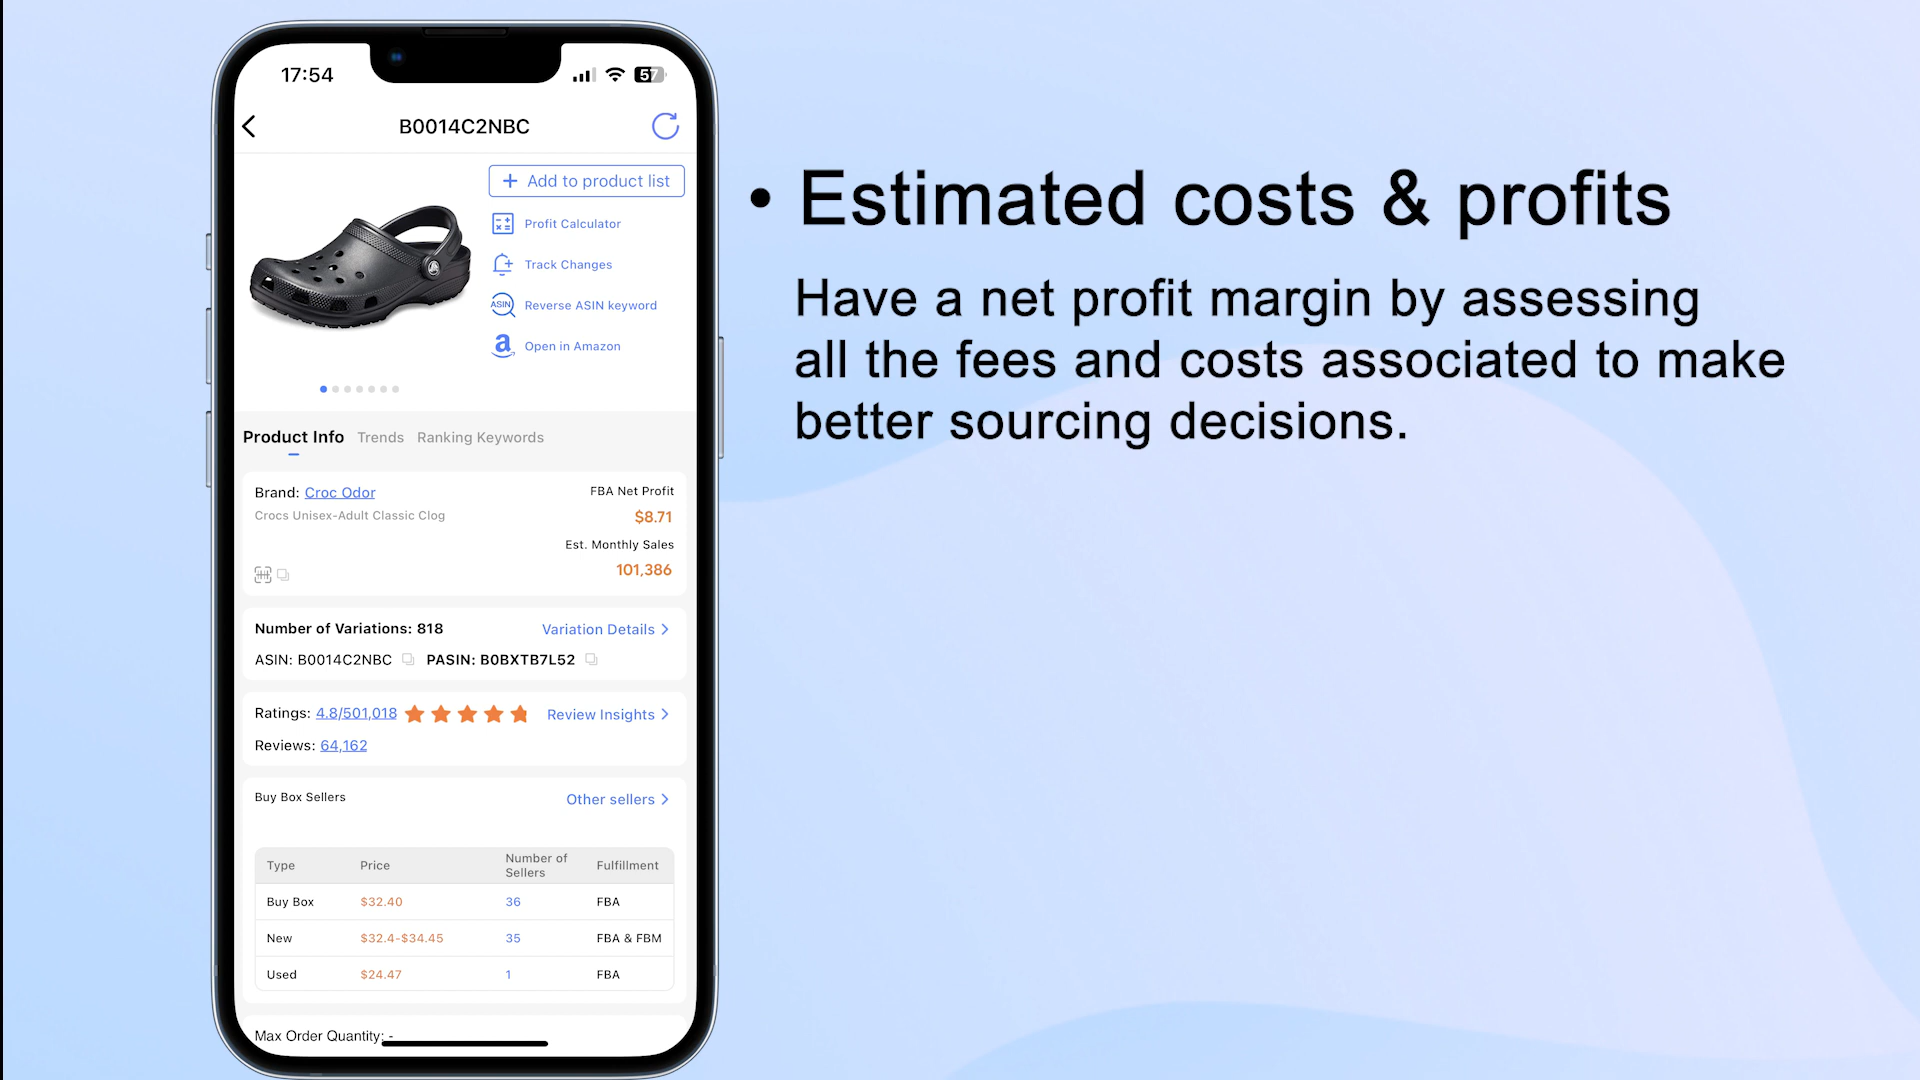 17:54
57
B0014C2NBC
+ Add to product list
Profit Calculator
Track Changes
ASIN
Reverse ASIN keyword
a
Open in Amazon
Product Info Trends Ranking Keywords
Brand: Croc Odor
FBA Net Profit
Crocs Unisex-Adult Classic Clog
$8.71
Est. Monthly Sales
101,386
Number of Variations: 818
Variation Details >
ASIN: B0014C2NBC PASIN: B0BXTB7L52
Ratings: 4.8/501,018
Review Insights >
Reviews: 64,162
Buy Box Sellers
Other sellers >
Type Price Number of Sellers Fulfillment
Buy Box $32.40 36 FBA
New $32.4-$34.45 35 FBA & FBM
Used $24.47 1 FBA
Max Order Quantity: -
• Estimated costs & profits
Have a net profit margin by assessing
all the fees and costs associated to make
better sourcing decisions.